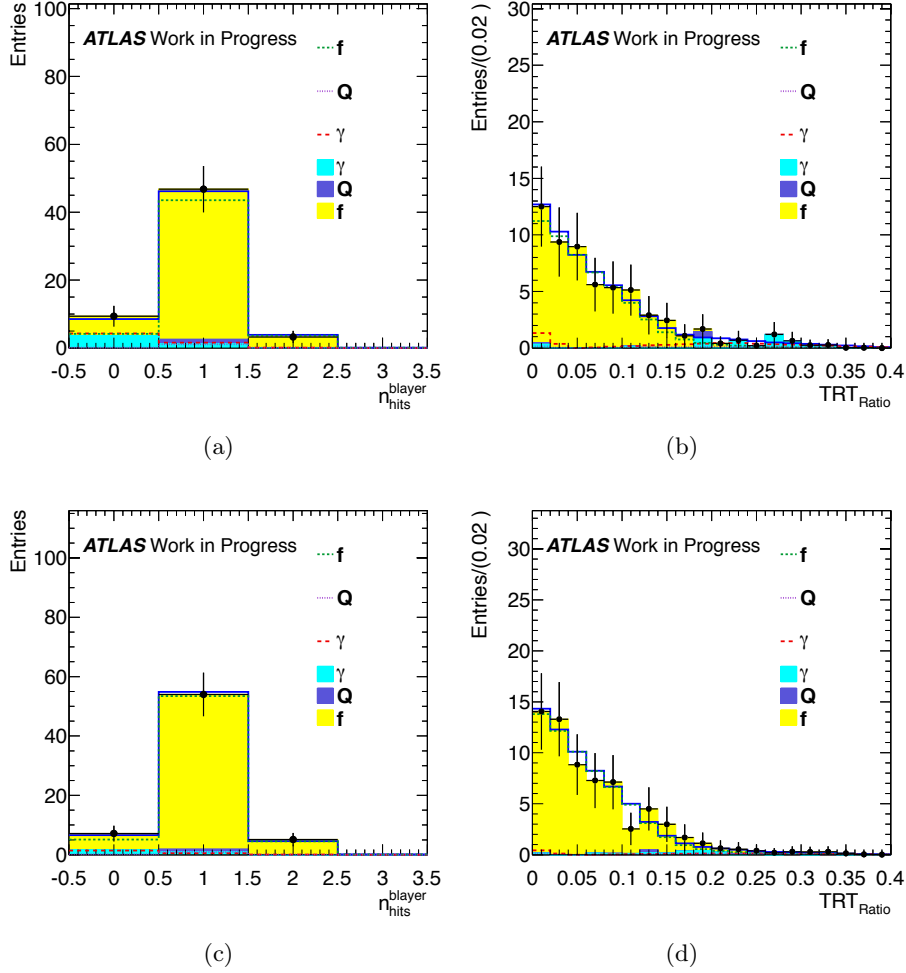 Entries
100
80
60
40
20
0
-0.5 0 0.5 1 1.5 2 2.5 3 3.5
n^blayer_hits
ATLAS Work in Progress
f
Q
γ
γ
Q
f
(a)
Entries/(0.02 )
30
25
20
15
10
5
0
0 0.05 0.1 0.15 0.2 0.25 0.3 0.35 0.4
TRT_Ratio
ATLAS Work in Progress
f
Q
γ
γ
Q
f
(b)
Entries
100
80
60
40
20
0
-0.5 0 0.5 1 1.5 2 2.5 3 3.5
n^blayer_hits
ATLAS Work in Progress
f
Q
γ
γ
Q
f
(c)
Entries/(0.02 )
30
25
20
15
10
5
0
0 0.05 0.1 0.15 0.2 0.25 0.3 0.35 0.4
TRT_Ratio
ATLAS Work in Progress
f
Q
γ
γ
Q
f
(d)